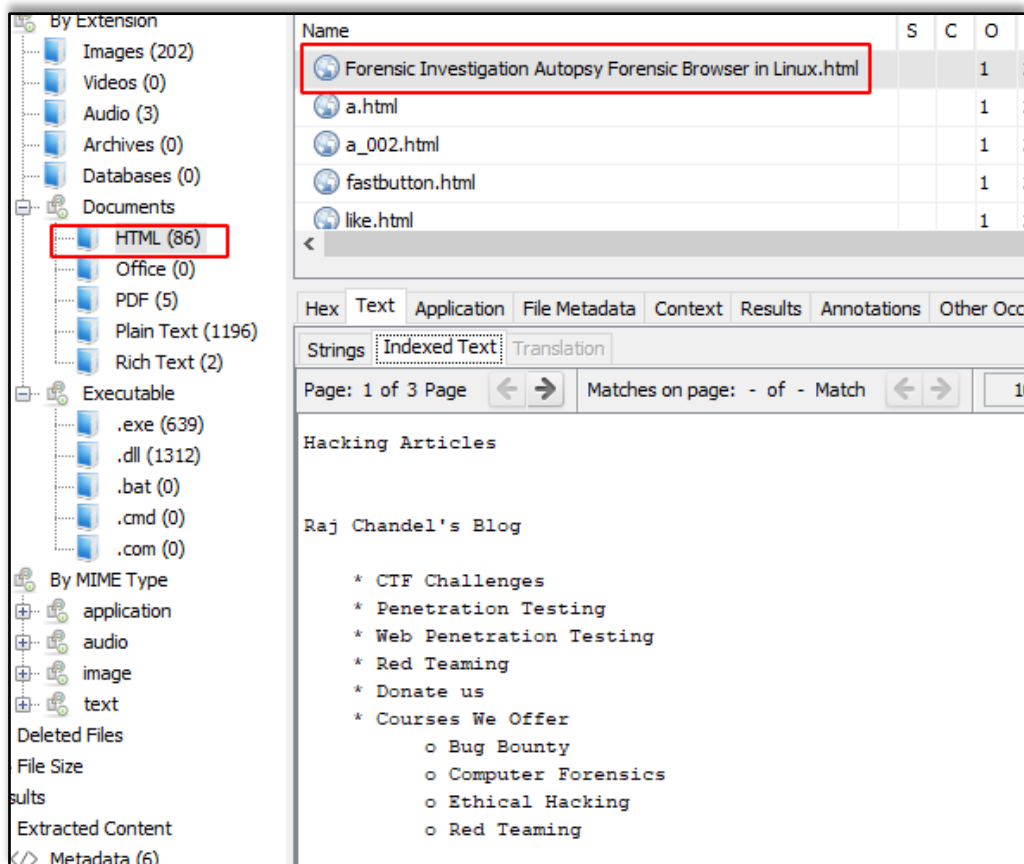 By Extension
Images (202)
Videos (0)
Audio (3)
Archives (0)
Databases (0)
Documents
HTML (86)
Office (0)
PDF (5)
Plain Text (1196)
Rich Text (2)
Executable
.exe (639)
.dll (1312)
.bat (0)
.cmd (0)
.com (0)
By MIME Type
application
audio
image
text
Deleted Files
File Size
sults
Extracted Content
Metadata (6)
Name S C O
Forensic Investigation Autopsy Forensic Browser in Linux.html 1
a.html 1
a_002.html 1
fastbutton.html 1
like.html 1
Hex Text Application File Metadata Context Results Annotations Other Occ
Strings Indexed Text Translation
Page: 1 of 3 Page Matches on page: - of - Match 1
Hacking Articles
Raj Chandel's Blog
* CTF Challenges
* Penetration Testing
* Web Penetration Testing
* Red Teaming
* Donate us
* Courses We Offer
o Bug Bounty
o Computer Forensics
o Ethical Hacking
o Red Teaming